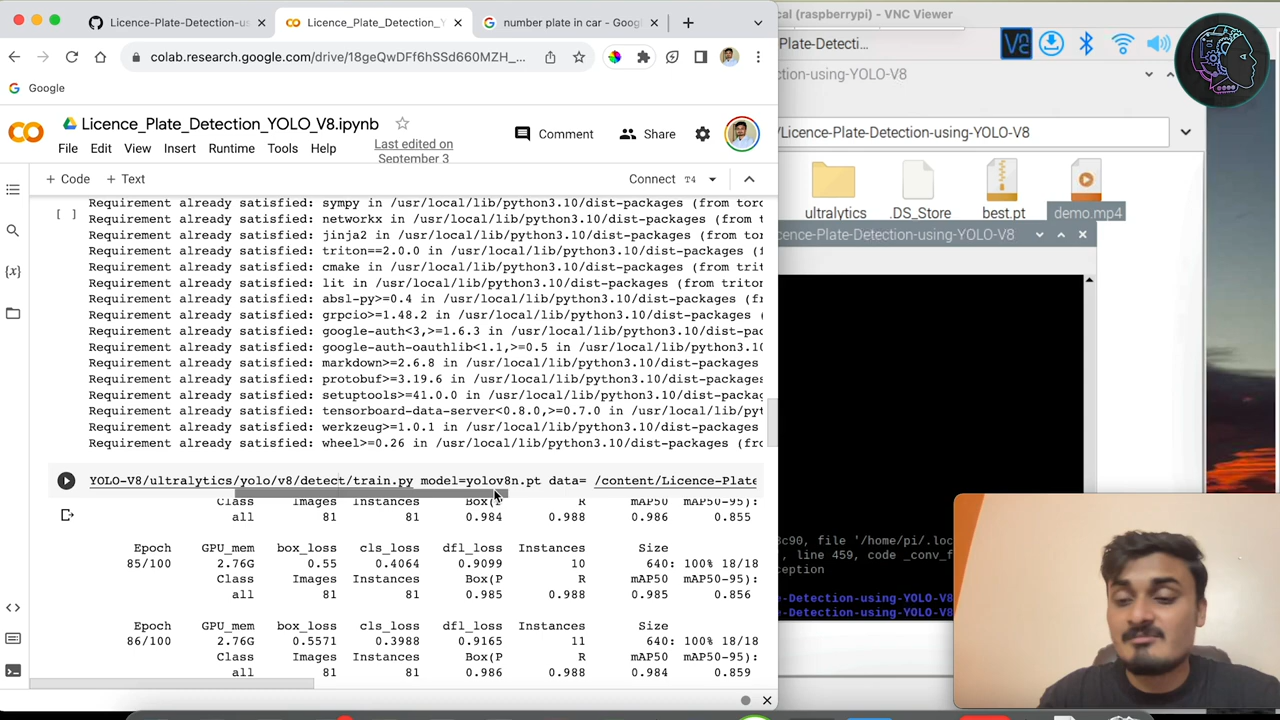 Licence-Plate-Detection-us
Licence_Plate_Detection_Y
number plate in car - Goog
cal (raspberrypi) - VNC Viewer
Plate-Detecti...
VC
colab.research.google.com/drive/18geQwDFf6hSSd660MZH_...
ction-using-YOLO-V8
Google
Licence_Plate_Detection_YOLO_V8.ipynb
Comment
Share
/Licence-Plate-Detection-using-YOLO-V8
File Edit View Insert Runtime Tools Help
Last edited on
September 3
+ Code + Text
Connect T4
ultralytics
.DS_Store
best.pt
demo.mp4
cence-Plate-Detection-using-YOLO-V8
[ ]
Requirement already satisfied: sympy in /usr/local/lib/python3.10/dist-packages (from torc
Requirement already satisfied: networkx in /usr/local/lib/python3.10/dist-packages (from t
Requirement already satisfied: jinja2 in /usr/local/lib/python3.10/dist-packages (from tor
Requirement already satisfied: triton==2.0.0 in /usr/local/lib/python3.10/dist-packages (f
Requirement already satisfied: cmake in /usr/local/lib/python3.10/dist-packages (from trit
Requirement already satisfied: lit in /usr/local/lib/python3.10/dist-packages (from triton
Requirement already satisfied: absl-py>=0.4 in /usr/local/lib/python3.10/dist-packages (fr
Requirement already satisfied: grpcio>=1.48.2 in /usr/local/lib/python3.10/dist-packages (
Requirement already satisfied: google-auth<3,>=1.6.3 in /usr/local/lib/python3.10/dist-pac
Requirement already satisfied: google-auth-oauthlib<1.1,>=0.5 in /usr/local/lib/python3.10
Requirement already satisfied: markdown>=2.6.8 in /usr/local/lib/python3.10/dist-packages
Requirement already satisfied: protobuf>=3.19.6 in /usr/local/lib/python3.10/dist-packages
Requirement already satisfied: setuptools>=41.0.0 in /usr/local/lib/python3.10/dist-packag
Requirement already satisfied: tensorboard-data-server<0.8.0,>=0.7.0 in /usr/local/lib/pyt
Requirement already satisfied: werkzeug>=1.0.1 in /usr/local/lib/python3.10/dist-packages
Requirement already satisfied: wheel>=0.26 in /usr/local/lib/python3.10/dist-packages (fro
YOLO-V8/ultralytics/yolo/v8/detect/train.py model=yolov8n.pt data= /content/Licence-Plate
Class Images Instances Box(P R mAP50 mAP50-95):
all 81 81 0.984 0.988 0.986 0.855
Epoch GPU_mem box_loss cls_loss dfl_loss Instances Size
85/100 2.76G 0.55 0.4064 0.9099 10 640: 100% 18/18
Class Images Instances Box(P R mAP50 mAP50-95):
all 81 81 0.985 0.988 0.985 0.856
Epoch GPU_mem box_loss cls_loss dfl_loss Instances Size
86/100 2.76G 0.5571 0.3988 0.9165 11 640: 100% 18/18
Class Images Instances Box(P R mAP50 mAP50-95):
all 81 81 0.986 0.988 0.984 0.859
8c90, file '/home/pi/.loc
', line 459, code _conv_f
eption
e-Detection-using-YOLO-V8
e-Detection-using-YOLO-V8